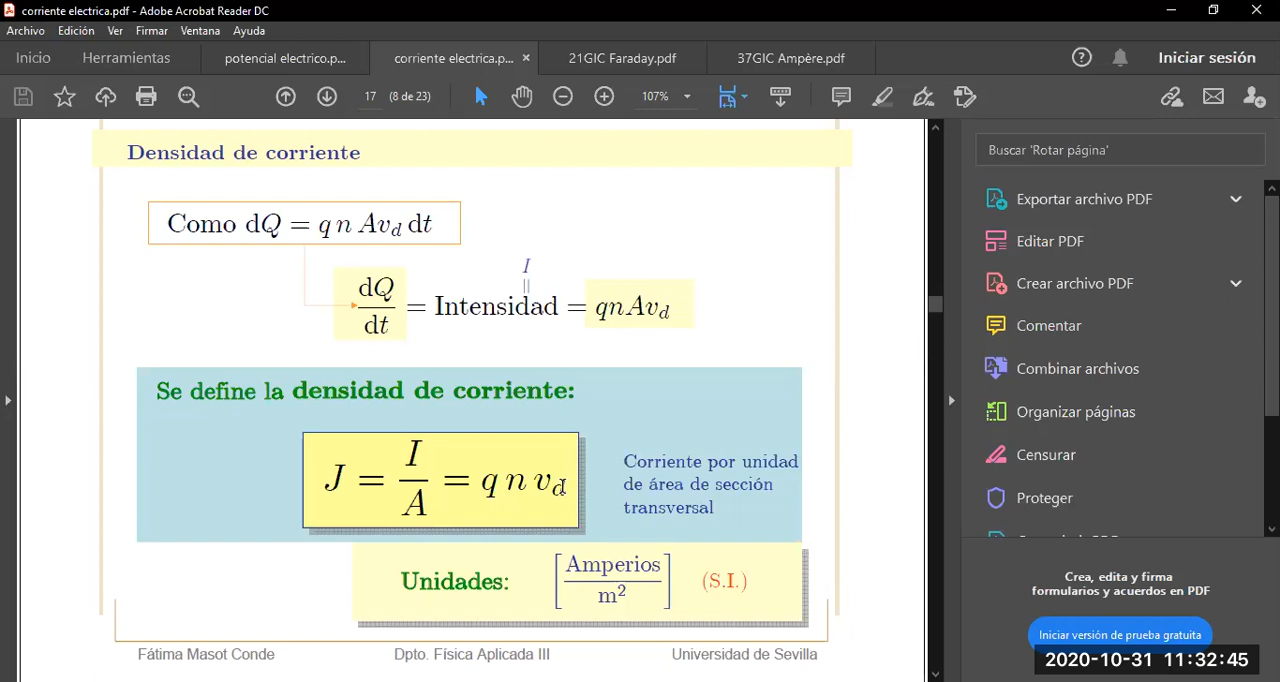 corriente electrica.pdf - Adobe Acrobat Reader DC
Archivo Edición Ver Firmar Ventana Ayuda
Inicio Herramientas potencial electrico.p... corriente electrica.p... × 21GIC Faraday.pdf 37GIC Ampère.pdf Iniciar sesión
17 (8 de 23) 107%
Densidad de corriente
Como dQ = q n Av_d dt
I
||
dQ/dt = Intensidad = qnAv_d
Se define la densidad de corriente:
J = I/A = q n v_d
Corriente por unidad
de área de sección
transversal
Unidades: [Amperios/m²] (S.I.)
Fátima Masot Conde Dpto. Física Aplicada III Universidad de Sevilla
Buscar 'Rotar página'
Exportar archivo PDF
Editar PDF
Crear archivo PDF
Comentar
Combinar archivos
Organizar páginas
Censurar
Proteger
Crea, edita y firma
formularios y acuerdos en PDF
Iniciar versión de prueba gratuita
2020-10-31 11:32:45